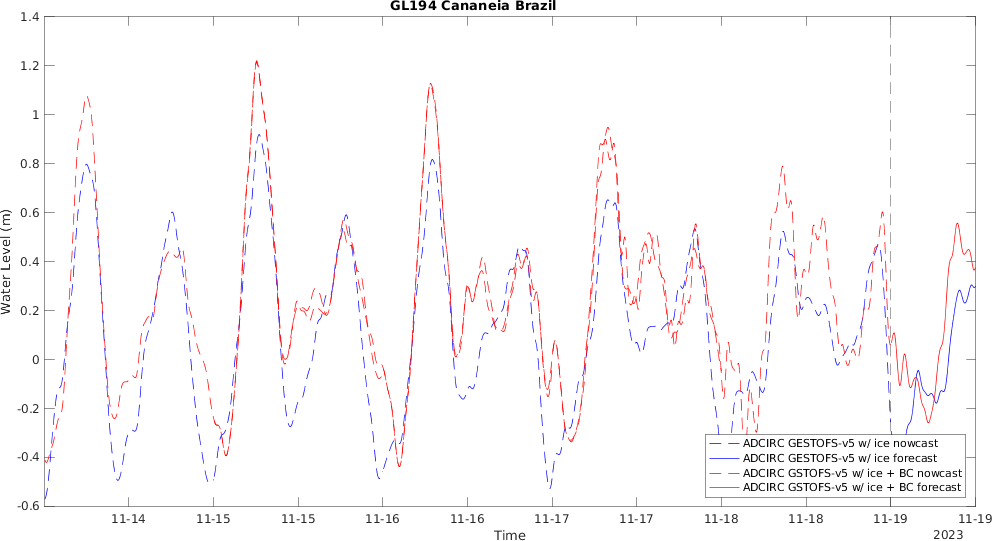 GL194 Cananeia Brazil
1.4
1.2
1
0.8
0.6
0.4
0.2
0
-0.2
-0.4
-0.6
Water Level (m)
ADCIRC GESTOFS-v5 w/ ice nowcast
ADCIRC GESTOFS-v5 w/ ice forecast
ADCIRC GSTOFS-v5 w/ ice + BC nowcast
ADCIRC GSTOFS-v5 w/ ice + BC forecast
11-14 11-15 11-15 11-16 11-16 11-17 11-17 11-18 11-18 11-19 11-19
Time
2023